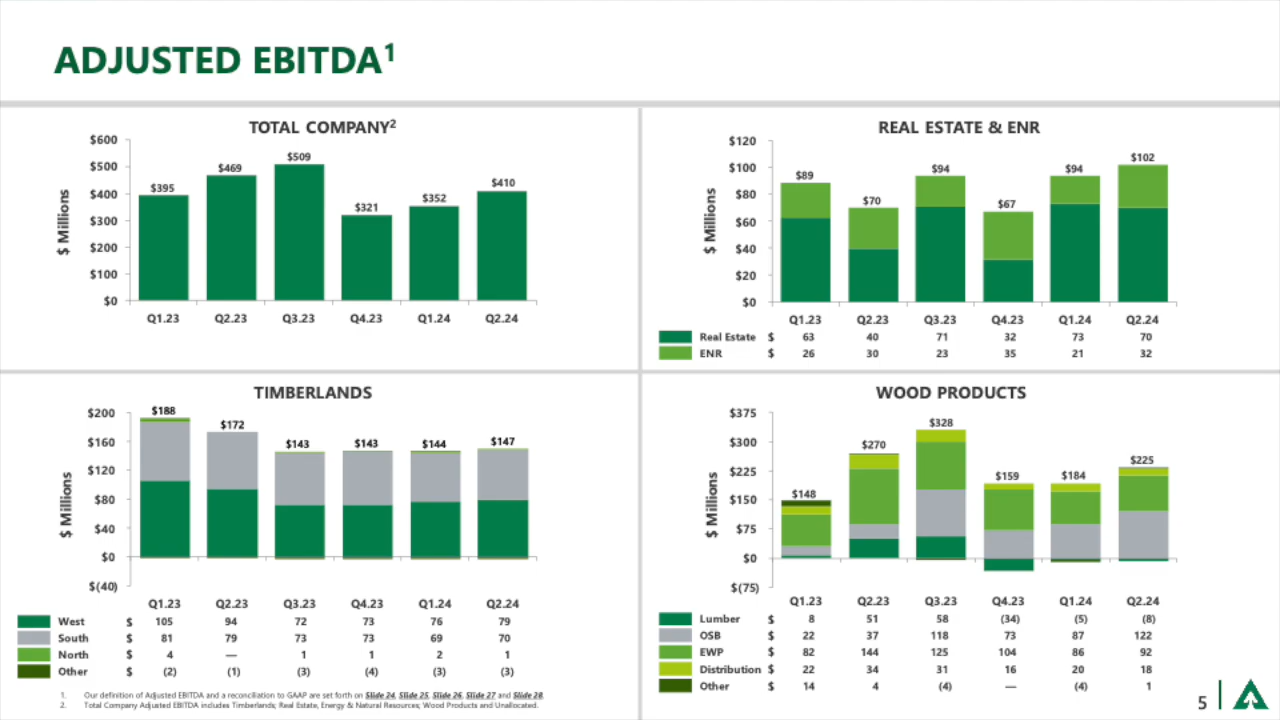 ADJUSTED EBITDA1
TOTAL COMPANY2
$ Millions
$600
$500
$400
$300
$200
$100
$0
$395
$469
$509
$321
$352
$410
Q1.23 Q2.23 Q3.23 Q4.23 Q1.24 Q2.24
REAL ESTATE & ENR
$ Millions
$120
$100
$80
$60
$40
$20
$0
$89
$70
$94
$67
$94
$102
Q1.23 Q2.23 Q3.23 Q4.23 Q1.24 Q2.24
Real Estate $ 63 40 71 32 73 70
ENR $ 26 30 23 35 21 32
TIMBERLANDS
$ Millions
$200
$160
$120
$80
$40
$0
$(40)
$188
$172
$143
$143
$144
$147
Q1.23 Q2.23 Q3.23 Q4.23 Q1.24 Q2.24
West $ 105 94 72 73 76 79
South $ 81 79 73 73 69 70
North $ 4 — 1 1 2 1
Other $ (2) (1) (3) (4) (3) (3)
WOOD PRODUCTS
$ Millions
$375
$300
$225
$150
$75
$0
$(75)
$148
$270
$328
$159
$184
$225
Q1.23 Q2.23 Q3.23 Q4.23 Q1.24 Q2.24
Lumber $ 8 51 58 (34) (5) (8)
OSB $ 22 37 118 73 87 122
EWP $ 82 144 125 104 86 92
Distribution $ 22 34 31 16 20 18
Other $ 14 4 (4) — (4) 1
1. Our definition of Adjusted EBITDA and a reconciliation to GAAP are set forth on Slide 24, Slide 25, Slide 26, Slide 27 and Slide 28.
2. Total Company Adjusted EBITDA includes Timberlands; Real Estate, Energy & Natural Resources; Wood Products and Unallocated.
5